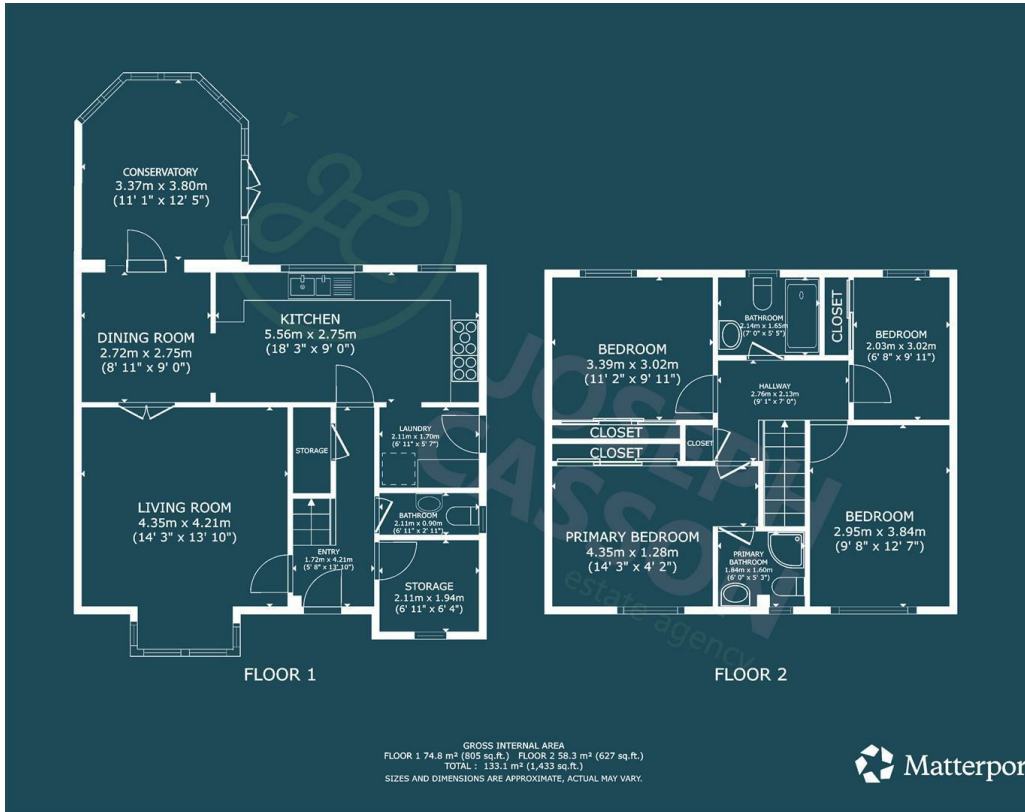 CONSERVATORY
3.37m x 3.80m
(11' 1" x 12' 5")
DINING ROOM
2.72m x 2.75m
(8' 11" x 9' 0")
KITCHEN
5.56m x 2.75m
(18' 3" x 9' 0")
LAUNDRY
2.11m x 1.70m
(6' 11" x 5' 7")
STORAGE
LIVING ROOM
4.35m x 4.21m
(14' 3" x 13' 10")
BATHROOM
2.11m x 0.90m
(6' 11" x 2' 11")
ENTRY
1.72m x 4.21m
(5' 8" x 13' 10")
STORAGE
2.11m x 1.94m
(6' 11" x 6' 4")
FLOOR 1
BEDROOM
3.39m x 3.02m
(11' 2" x 9' 11")
BATHROOM
2.14m x 1.65m
(7' 0" x 5' 5")
CLOSET
BEDROOM
2.03m x 3.02m
(6' 8" x 9' 11")
HALLWAY
2.76m x 2.13m
(9' 1" x 7' 0")
CLOSET
CLOSET
CLOSET
PRIMARY BEDROOM
4.35m x 1.28m
(14' 3" x 4' 2")
PRIMARY
BATHROOM
1.84m x 1.60m
(6' 0" x 5' 3")
BEDROOM
2.95m x 3.84m
(9' 8" x 12' 7")
FLOOR 2
JOSEPH
CASSON
estate agency
GROSS INTERNAL AREA
FLOOR 1 74.8 m² (805 sq.ft.) FLOOR 2 58.3 m² (627 sq.ft.)
TOTAL : 133.1 m² (1,433 sq.ft.)
SIZES AND DIMENSIONS ARE APPROXIMATE, ACTUAL MAY VARY.
Matterpor